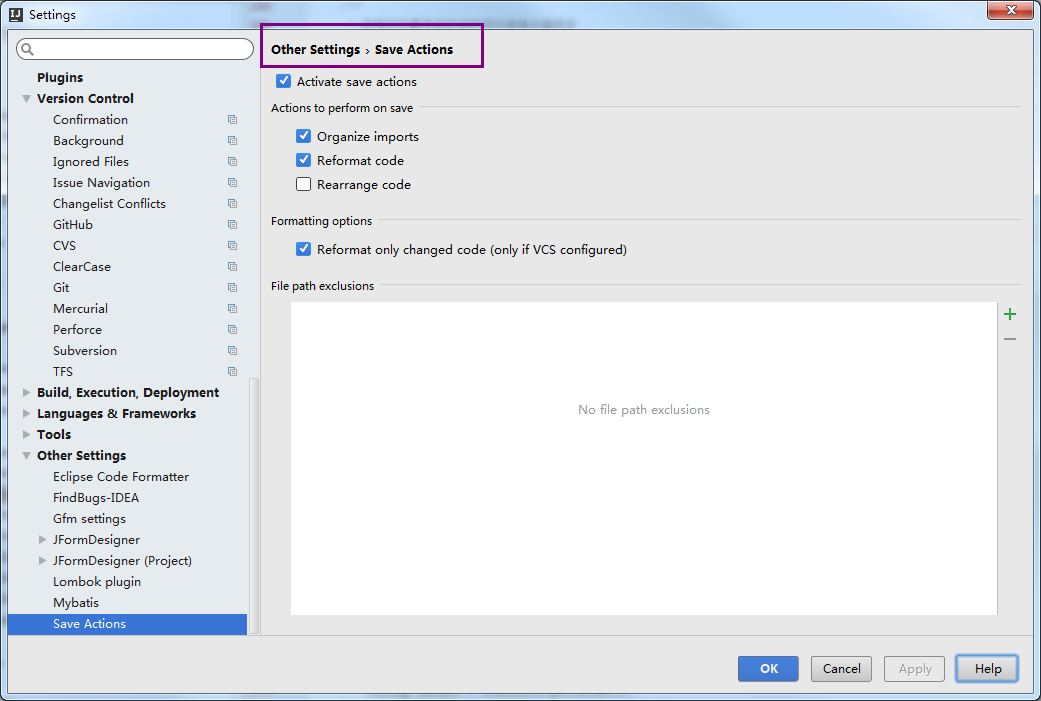 Settings
Plugins
Version Control
Confirmation
Background
Ignored Files
Issue Navigation
Changelist Conflicts
GitHub
CVS
ClearCase
Git
Mercurial
Perforce
Subversion
TFS
Build, Execution, Deployment
Languages & Frameworks
Tools
Other Settings
Eclipse Code Formatter
FindBugs-IDEA
Gfm settings
JFormDesigner
JFormDesigner (Project)
Lombok plugin
Mybatis
Save Actions
Other Settings › Save Actions
Activate save actions
Actions to perform on save
Organize imports
Reformat code
Rearrange code
Formatting options
Reformat only changed code (only if VCS configured)
File path exclusions
No file path exclusions
OK Cancel Apply Help